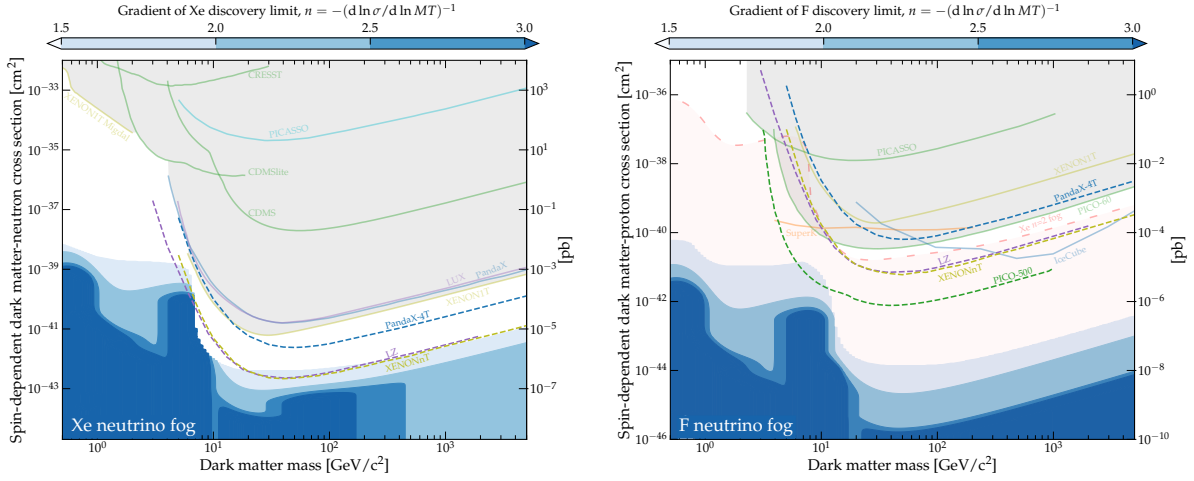 Gradient of Xe discovery limit, n = −(d ln σ/d ln MT)⁻¹
1.5 2.0 2.5 3.0
Spin-dependent dark matter-neutron cross section [cm²]
10⁻³³
10⁻³⁵
10⁻³⁷
10⁻³⁹
10⁻⁴¹
10⁻⁴³
XENON1T Migdal
CRESST
PICASSO
CDMSlite
CDMS
LUX
PandaX
XENON1T
PandaX-4T
LZ
XENONnT
Xe neutrino fog
10³
10¹
10⁻¹
10⁻³
10⁻⁵
10⁻⁷
[pb]
10⁰ 10¹ 10² 10³
Dark matter mass [GeV/c²]
Gradient of F discovery limit, n = −(d ln σ/d ln MT)⁻¹
1.5 2.0 2.5 3.0
Spin-dependent dark matter-proton cross section [cm²]
10⁻³⁶
10⁻³⁸
10⁻⁴⁰
10⁻⁴²
10⁻⁴⁴
10⁻⁴⁶
PICASSO
XENON1T
PandaX-4T
PICO-60
Xe n=2 fog
LZ
XENONnT
IceCube
PICO-500
F neutrino fog
10⁰
10⁻²
10⁻⁴
10⁻⁶
10⁻⁸
10⁻¹⁰
[pb]
10⁰ 10¹ 10² 10³
Dark matter mass [GeV/c²]